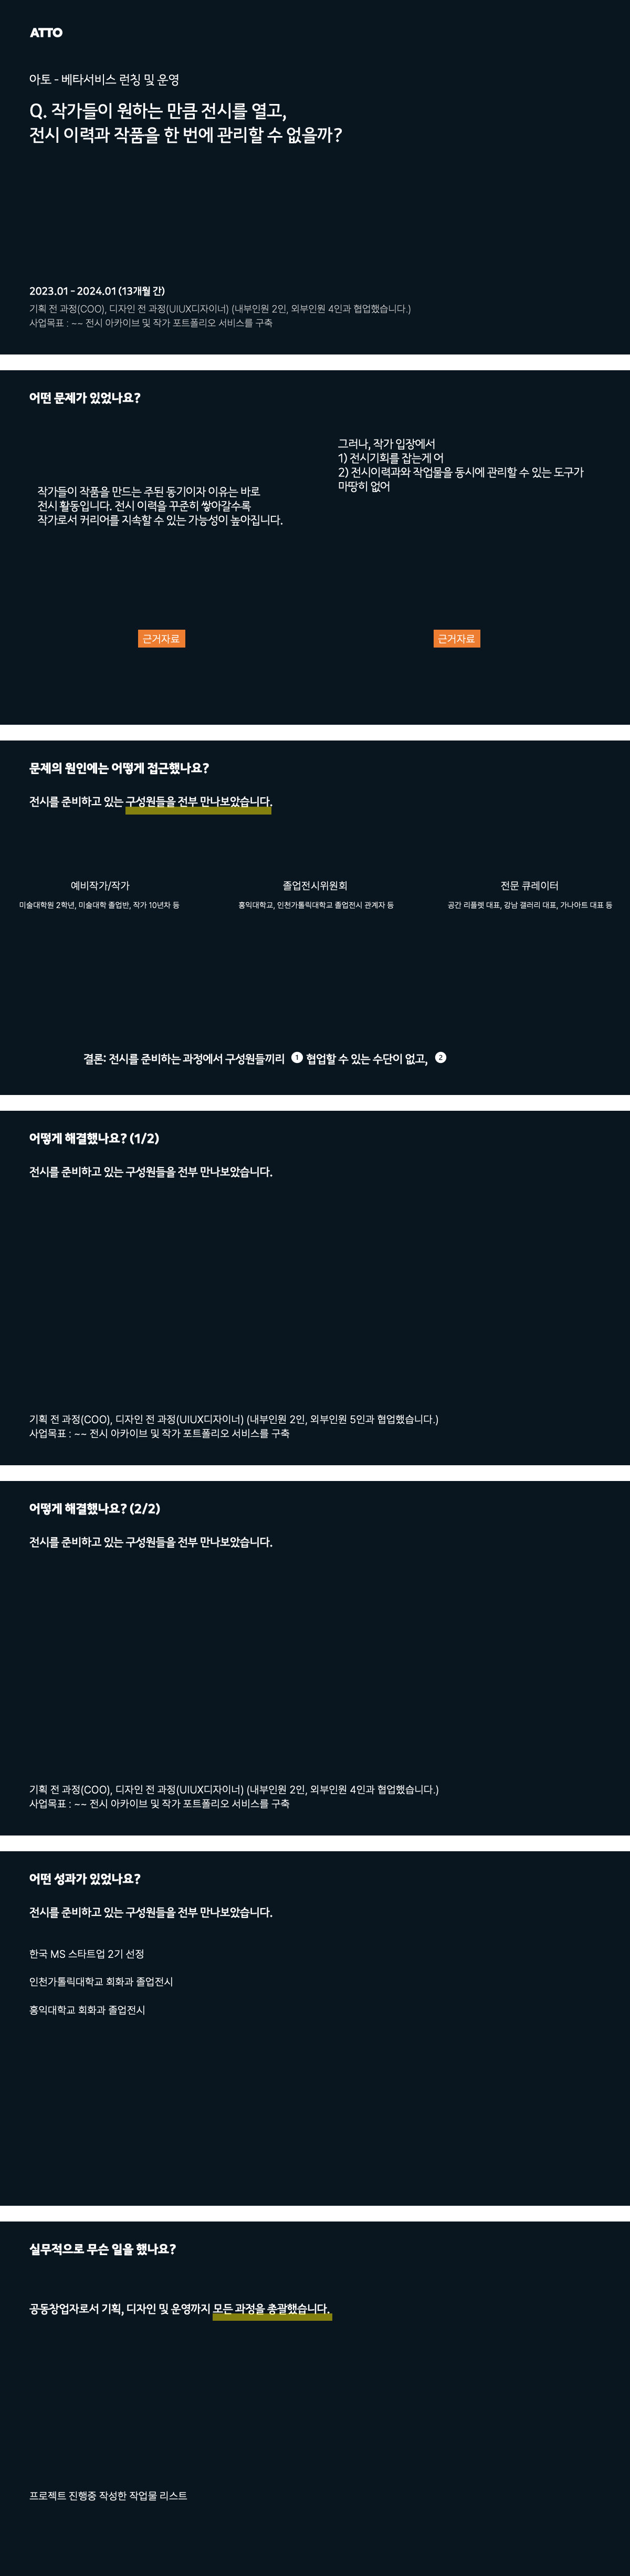 ATTO
아토 - 베타서비스 런칭 및 운영
Q. 작가들이 원하는 만큼 전시를 열고,
전시 이력과 작품을 한 번에 관리할 수 없을까?
2023.01 - 2024.01 (13개월 간)
기획 전 과정(COO), 디자인 전 과정(UIUX디자이너) (내부인원 2인, 외부인원 4인과 협업했습니다.)
사업목표 : ~~ 전시 아카이브 및 작가 포트폴리오 서비스를 구축
어떤 문제가 있었나요?
작가들이 작품을 만드는 주된 동기이자 이유는 바로
전시 활동입니다. 전시 이력을 꾸준히 쌓아갈수록
작가로서 커리어를 지속할 수 있는 가능성이 높아집니다.
근거자료
그러나, 작가 입장에서
1) 전시기회를 잡는게 어
2) 전시이력과와 작업물을 동시에 관리할 수 있는 도구가
마땅히 없어
근거자료
문제의 원인에는 어떻게 접근했나요?
전시를 준비하고 있는 구성원들을 전부 만나보았습니다.
예비작가/작가
미술대학원 2학년, 미술대학 졸업반, 작가 10년차 등
졸업전시위원회
홍익대학교, 인천가톨릭대학교 졸업전시 관계자 등
전문 큐레이터
공간 리플렛 대표, 강남 갤러리 대표, 가나아트 대표 등
결론: 전시를 준비하는 과정에서 구성원들끼리 1 협업할 수 있는 수단이 없고, 2
어떻게 해결했나요? (1/2)
전시를 준비하고 있는 구성원들을 전부 만나보았습니다.
기획 전 과정(COO), 디자인 전 과정(UIUX디자이너) (내부인원 2인, 외부인원 5인과 협업했습니다.)
사업목표 : ~~ 전시 아카이브 및 작가 포트폴리오 서비스를 구축
어떻게 해결했나요? (2/2)
전시를 준비하고 있는 구성원들을 전부 만나보았습니다.
기획 전 과정(COO), 디자인 전 과정(UIUX디자이너) (내부인원 2인, 외부인원 4인과 협업했습니다.)
사업목표 : ~~ 전시 아카이브 및 작가 포트폴리오 서비스를 구축
어떤 성과가 있었나요?
전시를 준비하고 있는 구성원들을 전부 만나보았습니다.
한국 MS 스타트업 2기 선정
인천가톨릭대학교 회화과 졸업전시
홍익대학교 회화과 졸업전시
실무적으로 무슨 일을 했나요?
공동창업자로서 기획, 디자인 및 운영까지 모든 과정을 총괄했습니다.
프로젝트 진행중 작성한 작업물 리스트